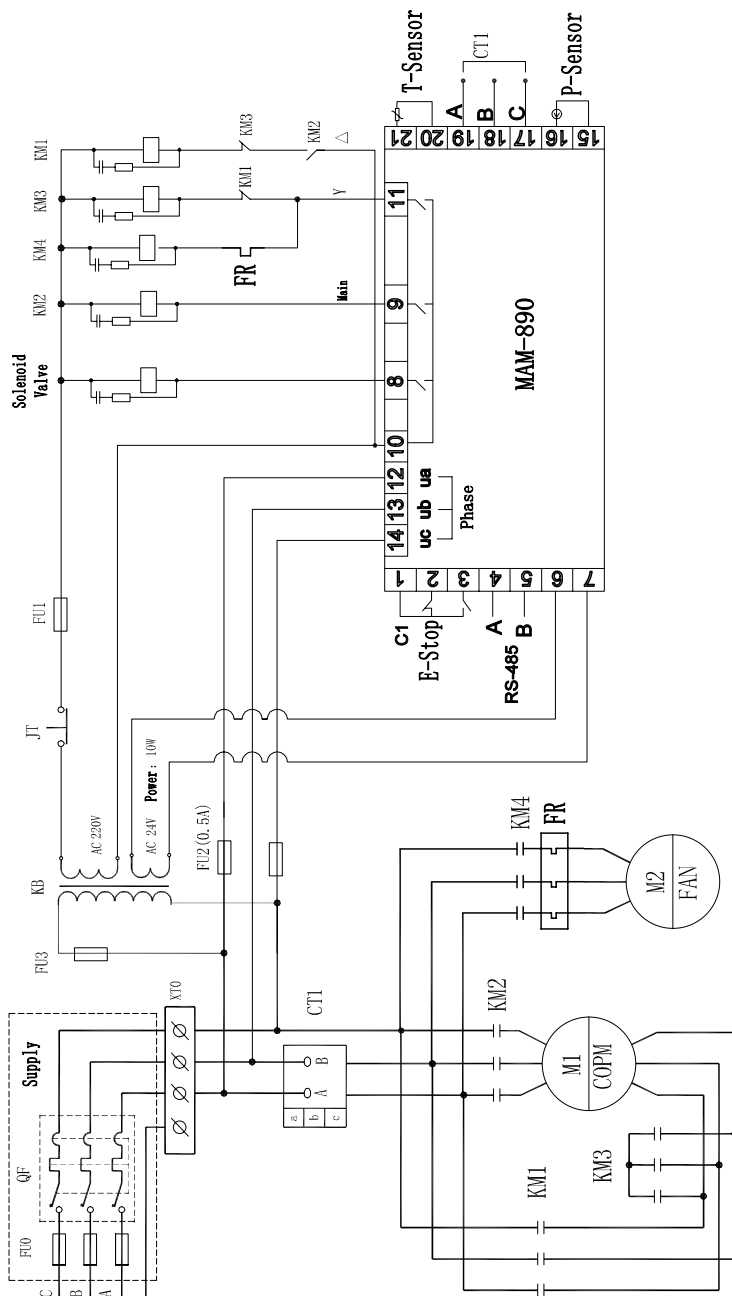 T-Sensor
CT1
P-Sensor
A
B
C
21
20
19
18
17
16
15
KM1
KM3
KM4
KM2
Solenoid
Valve
KM3
KM2
△
KM1
Y
FR
Main
11
9
8
10
12
13
14
ua
ub
uc
Phase
MAM-890
1
2
3
4
5
6
7
C1
E-Stop
A
B
RS-485
FU1
JT
AC 220V
AC 24V
Power: 10W
KB
FU2(0.5A)
FU3
XT0
Supply
QF
FU0
C
B
A
CT1
B
A
a
b
c
KM4
FR
M2
FAN
KM2
M1
COPM
KM1
KM3